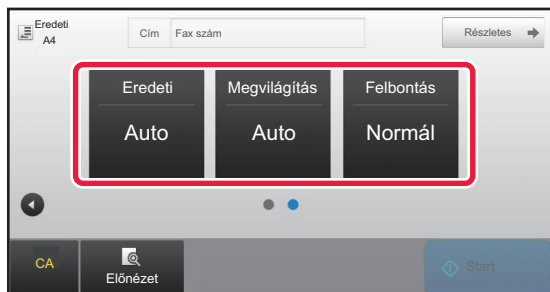 Eredeti
A4
Cím Fax szám Részletes
Eredeti Megvilágítás Felbontás
Auto Auto Normál
CA Előnézet Start